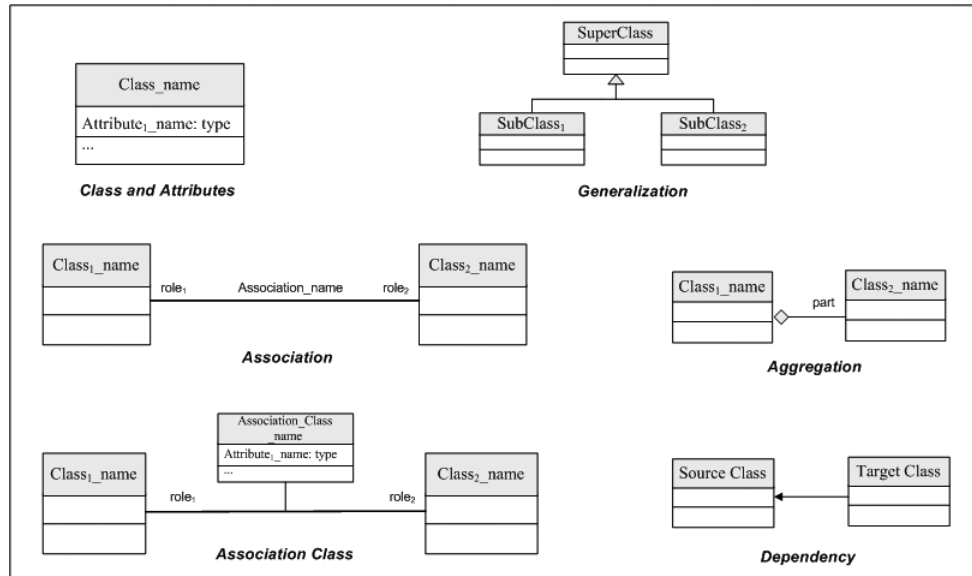 Class_name
Attribute₁_name: type
...
Class and Attributes
SuperClass
SubClass₁
SubClass₂
Generalization
Class₁_name
role₁
Association_name
role₂
Class₂_name
Association
Class₁_name
part
Class₂_name
Aggregation
Association_Class
_name
Attribute₁_name: type
...
Class₁_name
role₁
role₂
Class₂_name
Association Class
Source Class
Target Class
Dependency